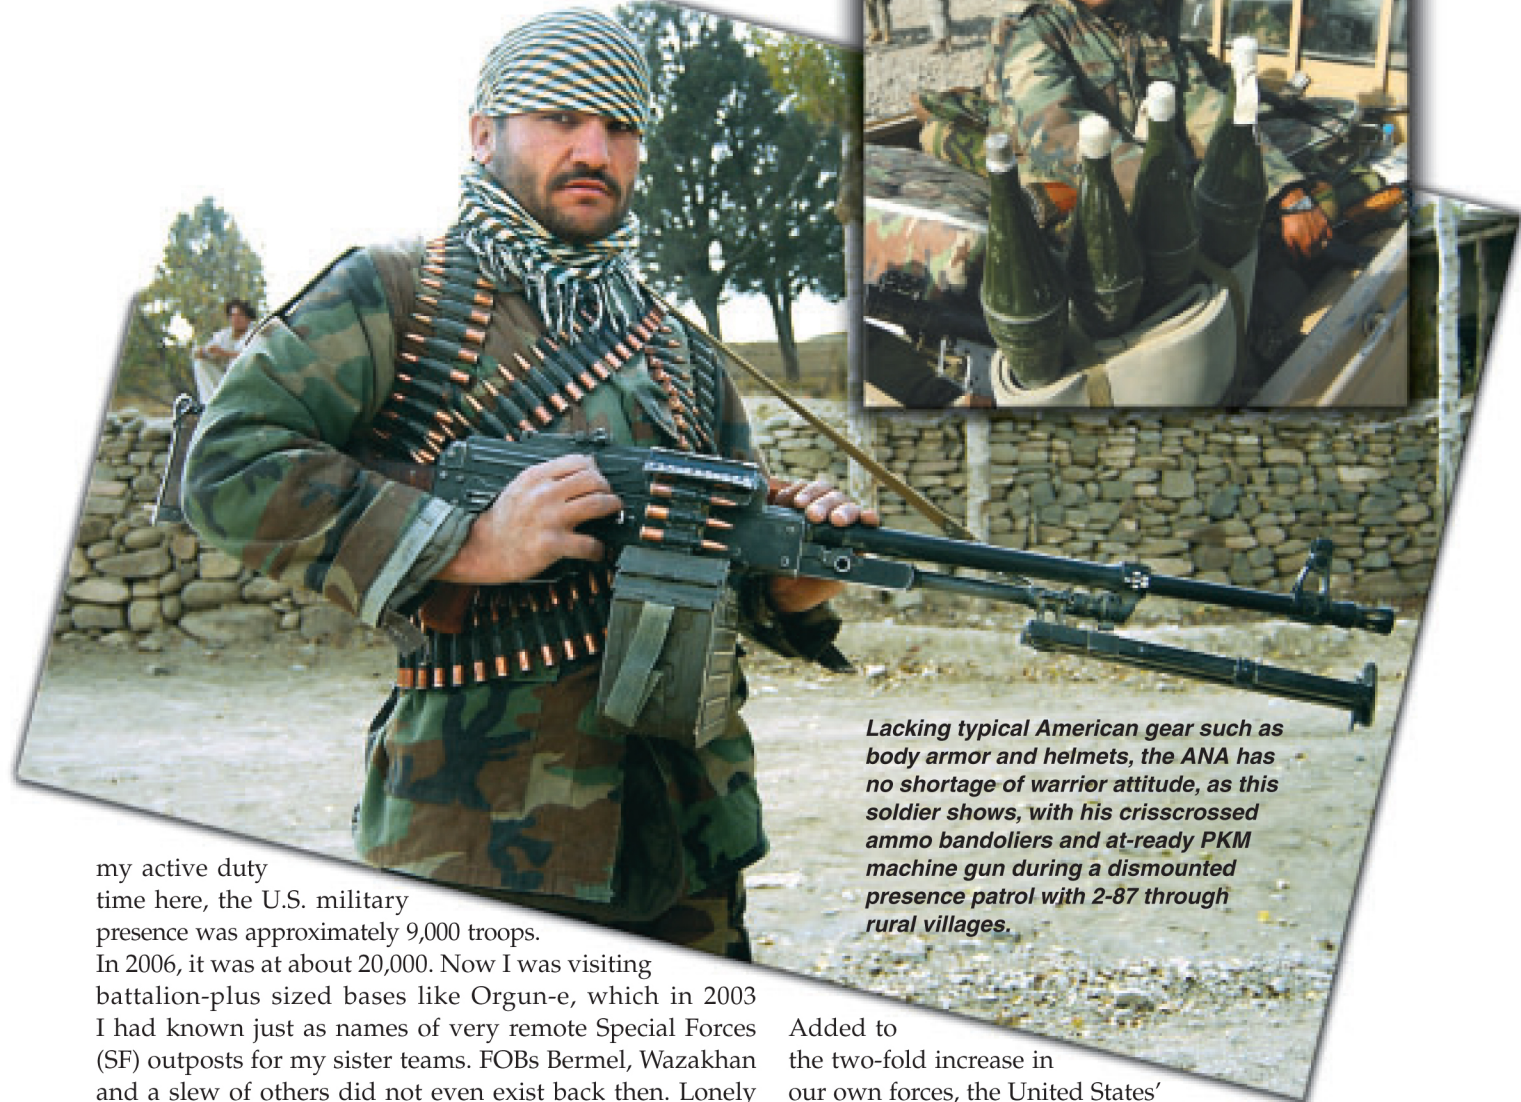 Lacking typical American gear such as
body armor and helmets, the ANA has
no shortage of warrior attitude, as this
soldier shows, with his crisscrossed
ammo bandoliers and at-ready PKM
machine gun during a dismounted
presence patrol with 2-87 through
rural villages.
my active duty
time here, the U.S. military
presence was approximately 9,000 troops.
In 2006, it was at about 20,000. Now I was visiting
battalion-plus sized bases like Orgun-e, which in 2003
I had known just as names of very remote Special Forces
(SF) outposts for my sister teams. FOBs Bermel, Wazakhan
and a slew of others did not even exist back then. Lonely
Added to
the two-fold increase in
our own forces, the United States’